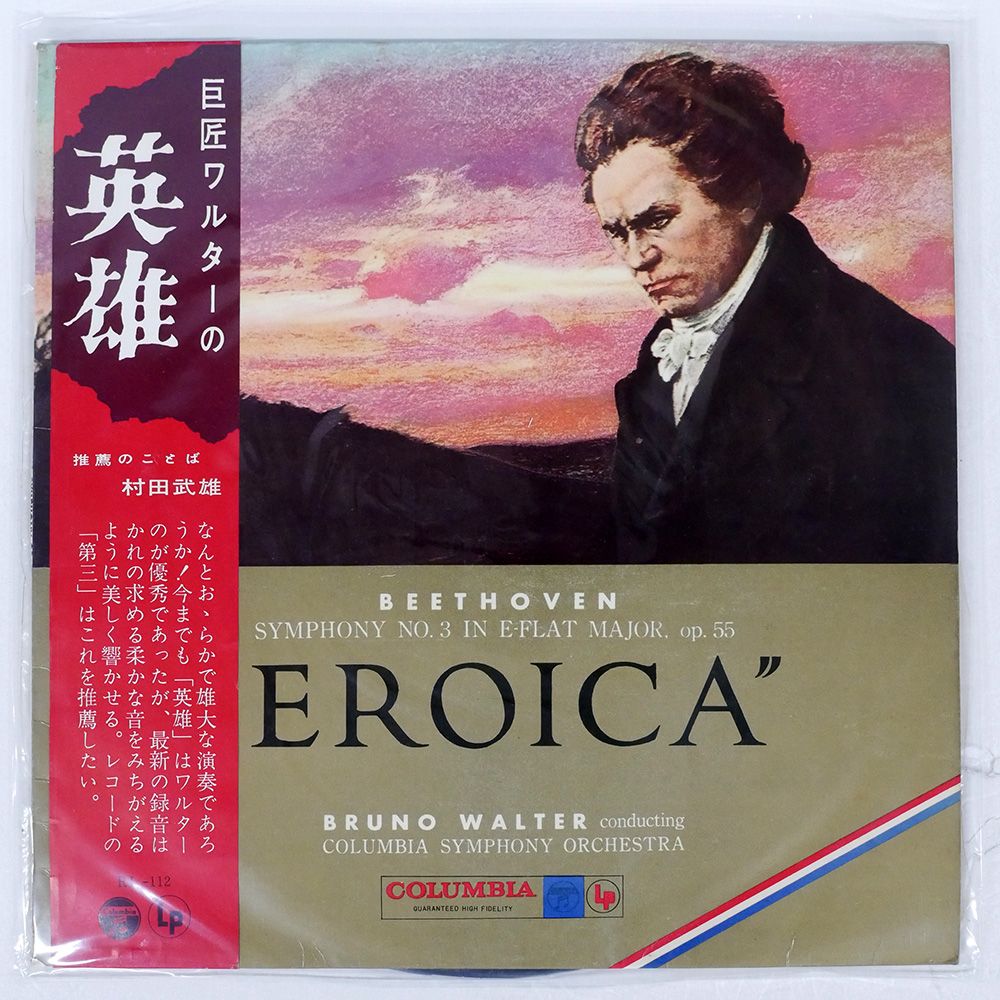 巨匠ワルターの
英雄
推薦のことば
村田武雄
なんとおゝらかで雄大な演奏であろ
うか！今までも「英雄」はワルター
のが優秀であったが、最新の録音は
かれの求める柔かな音をみちがえる
ように美しく響かせる。レコードの
「第三」はこれを推薦したい。
-112
Columbia
LP
BEETHOVEN
SYMPHONY NO. 3 IN E-FLAT MAJOR, op. 55
EROICA”
BRUNO WALTER conducting
COLUMBIA SYMPHONY ORCHESTRA
COLUMBIA
GUARANTEED HIGH FIDELITY
LP